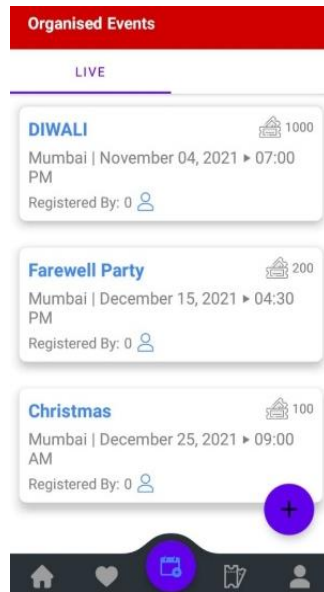 Organised Events
LIVE
DIWALI 1000
Mumbai | November 04, 2021 ▸ 07:00
PM
Registered By: 0
Farewell Party 200
Mumbai | December 15, 2021 ▸ 04:30
PM
Registered By: 0
Christmas 100
Mumbai | December 25, 2021 ▸ 09:00
AM
Registered By: 0
+